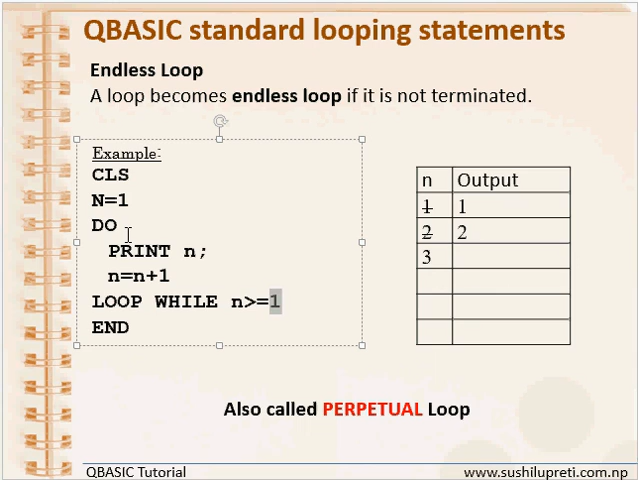 QBASIC standard looping statements
Endless Loop
A loop becomes endless loop if it is not terminated.
Example:
CLS
N=1
DO
PRINT n;
n=n+1
LOOP WHILE n>=1
END
n Output
1 1
2 2
3
Also called PERPETUAL Loop
QBASIC Tutorial
www.sushilupreti.com.np